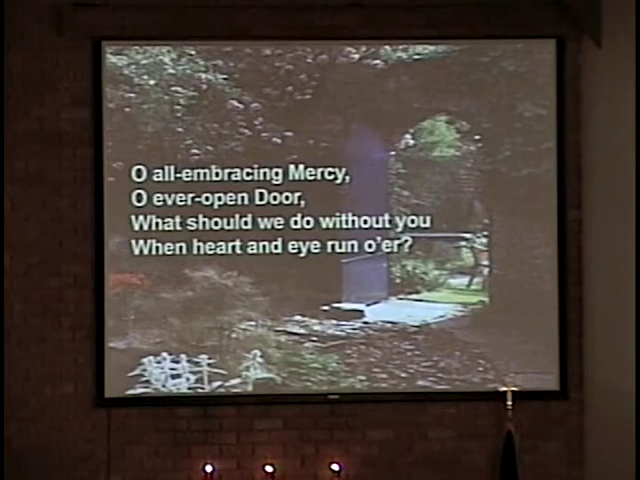 O all-embracing Mercy,
O ever-open Door,
What should we do without you
When heart and eye run o'er?